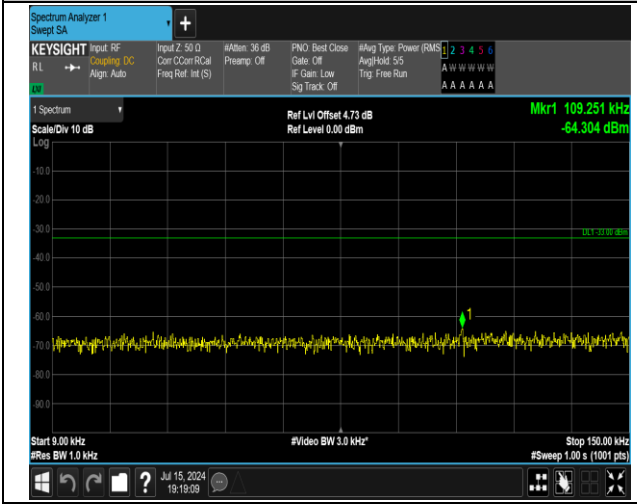 Spectrum Analyzer 1
Swept SA
+
KEYSIGHT
RL
LXI
Input: RF
Coupling: DC
Align: Auto
Input Z: 50 Ω
Corr CCorr RCal
Freq Ref: Int (S)
#Atten: 36 dB
Preamp: Off
PNO: Best Close
Gate: Off
IF Gain: Low
Sig Track: Off
#Avg Type: Power (RMS
Avg|Hold: 5/5
Trig: Free Run
1 2 3 4 5 6
A W W W W W
A A A A A A
1 Spectrum
Scale/Div 10 dB
Ref Lvl Offset 4.73 dB
Ref Level 0.00 dBm
Mkr1 109.251 kHz
-64.304 dBm
Log
-10.0
-20.0
-30.0
DL1 -33.00 dBm
-40.0
-50.0
-60.0
1
-70.0
-80.0
-90.0
Start 9.00 kHz
#Res BW 1.0 kHz
#Video BW 3.0 kHz*
Stop 150.00 kHz
#Sweep 1.00 s (1001 pts)
?
Jul 15, 2024
19:19:09